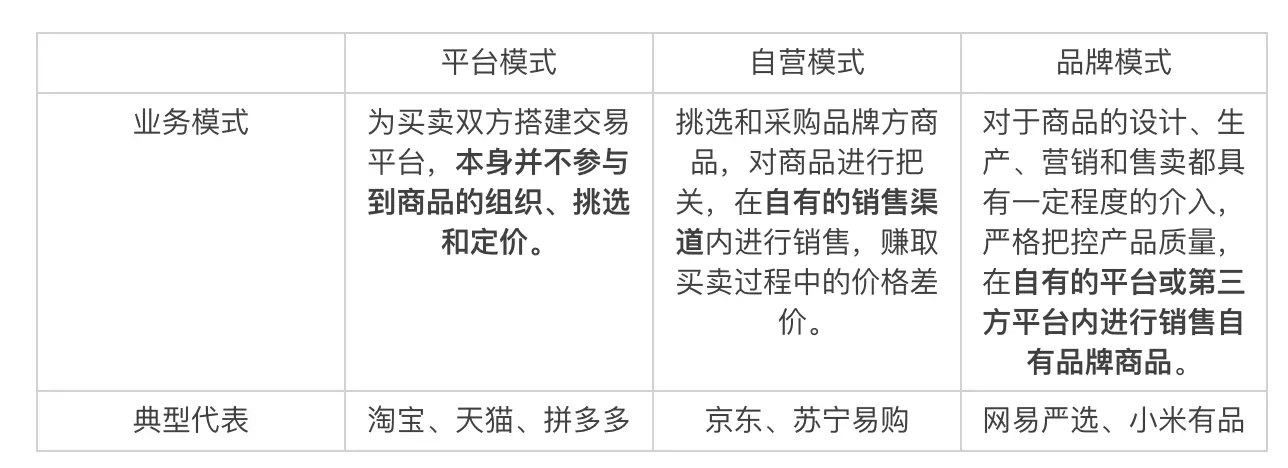 平台模式
自营模式
品牌模式
业务模式
为买卖双方搭建交易
平台，本身并不参与
到商品的组织、挑选
和定价。
挑选和采购品牌方商
品，对商品进行把
关，在自有的销售渠
道内进行销售，赚取
买卖过程中的价格差
价。
对于商品的设计、生
产、营销和售卖都具
有一定程度的介入，
严格把控产品质量，
在自有的平台或第三
方平台内进行销售自
有品牌商品。
典型代表
淘宝、天猫、拼多多
京东、苏宁易购
网易严选、小米有品